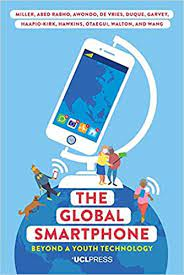 MILLER, ABED RABHO, AWONDO, DE VRIES, DUQUE, GARVEY,
HAAPIO-KIRK, HAWKINS, OTAEGUI, WALTON, AND WANG
THE
GLOBAL
SMARTPHONE
BEYOND A YOUTH TECHNOLOGY
UCLPRESS